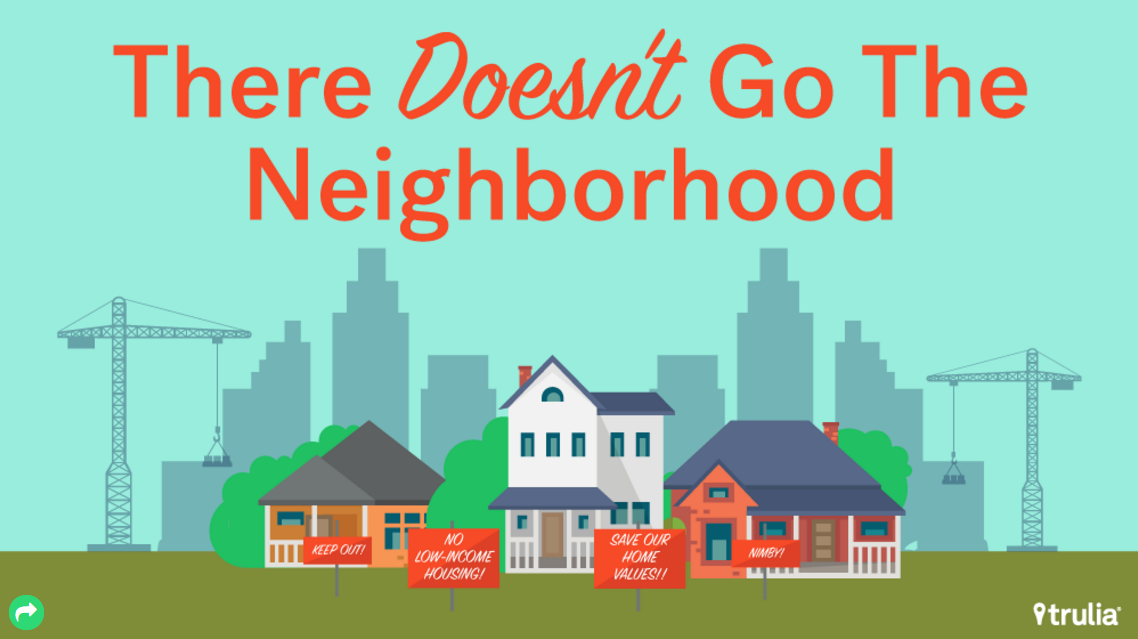 There Doesn't Go The
Neighborhood
KEEP OUT!
NO
LOW-INCOME
HOUSING!
SAVE OUR
HOME
VALUES!!
NIMBY!
trulia